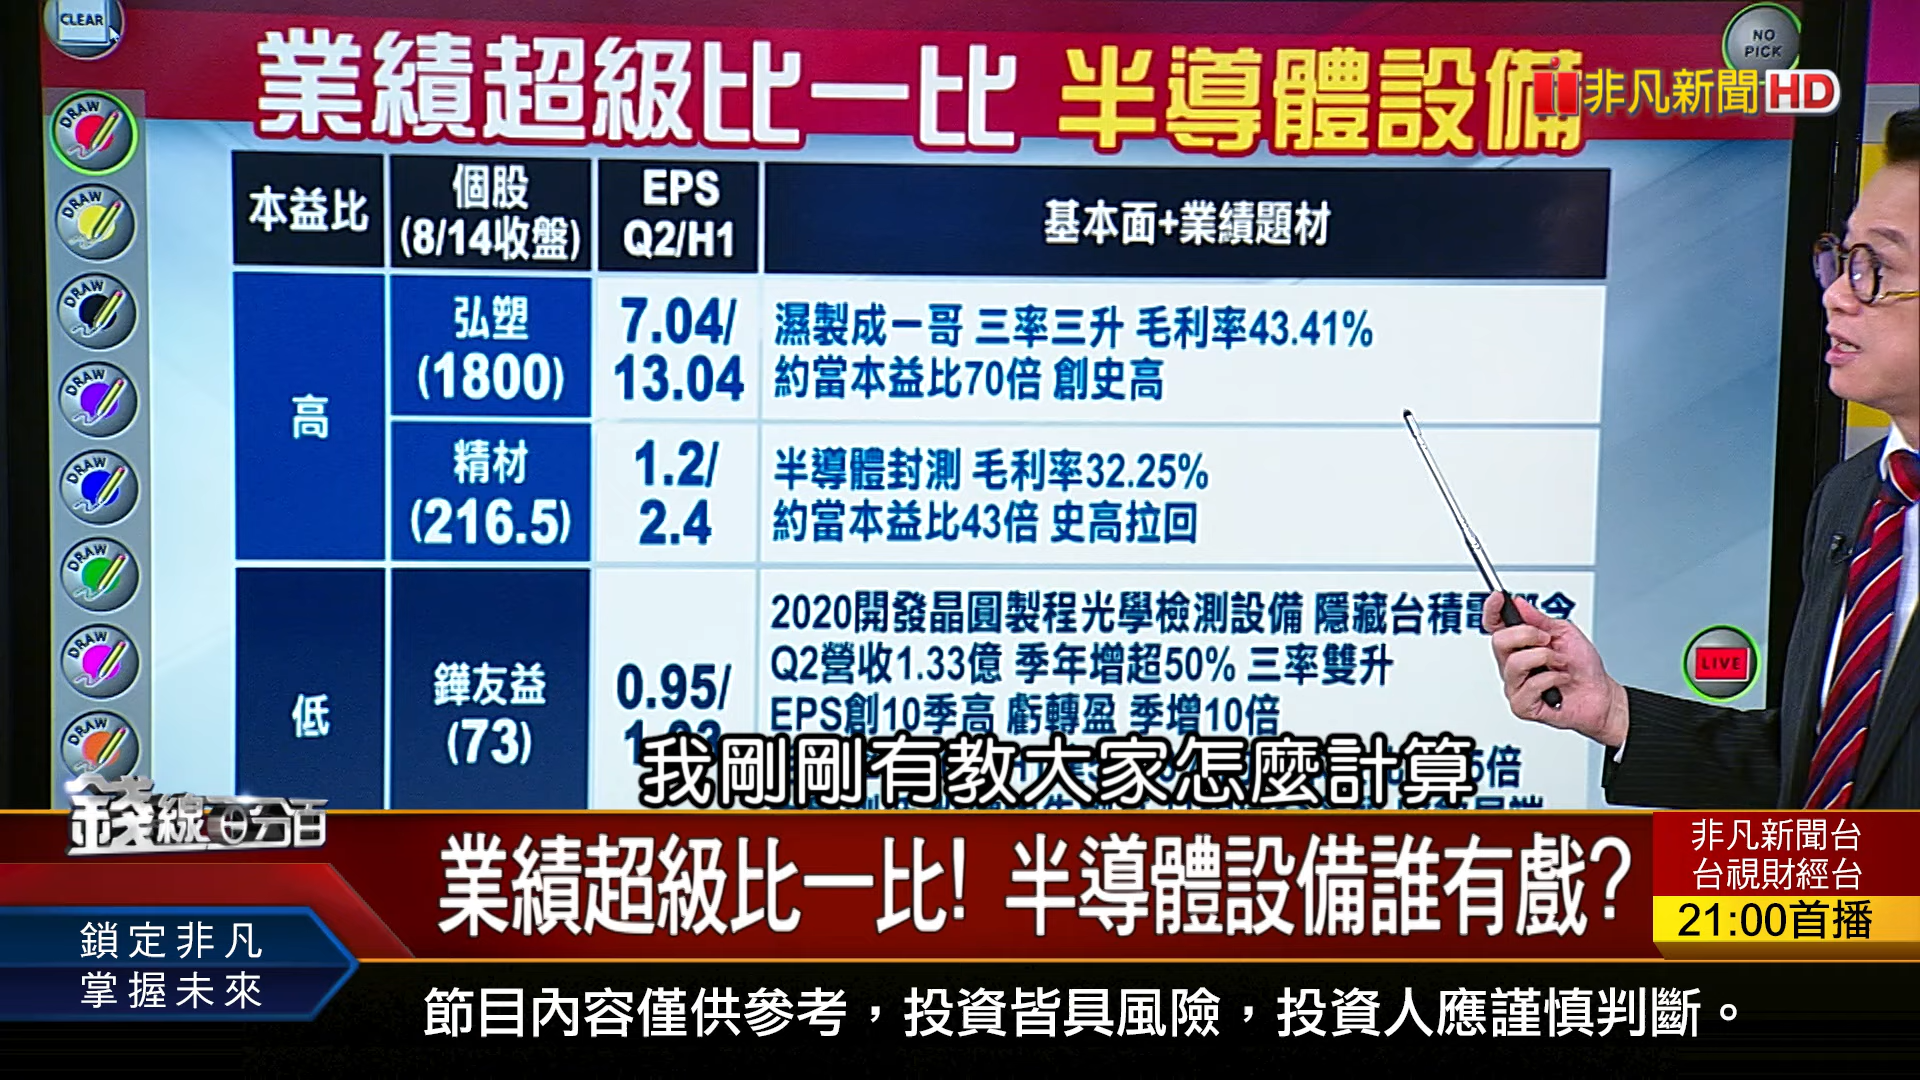 CLEAR
NO PICK
業績超級比一比 半導體設備
非凡新聞HD
DRAW
DRAW
DRAW
DRAW
DRAW
DRAW
DRAW
DRAW
本益比
個股
(8/14收盤)
EPS
Q2/H1
基本面+業績題材
高
弘塑
(1800)
7.04/
13.04
濕製成一哥 三率三升 毛利率43.41%
約當本益比70倍 創史高
精材
(216.5)
1.2/
2.4
半導體封測 毛利率32.25%
約當本益比43倍 史高拉回
低
鏵友益
(73)
0.95/
2020開發晶圓製程光學檢測設備 隱藏台積電
Q2營收1.33億 季年增超50% 三率雙升
EPS創10季高 虧轉盈 季增10倍
5倍
LIVE
我剛剛有教大家怎麼計算
錢線百分百
業績超級比一比! 半導體設備誰有戲?
非凡新聞台
台視財經台
21:00首播
鎖定非凡
掌握未來
節目內容僅供參考，投資皆具風險，投資人應謹慎判斷。